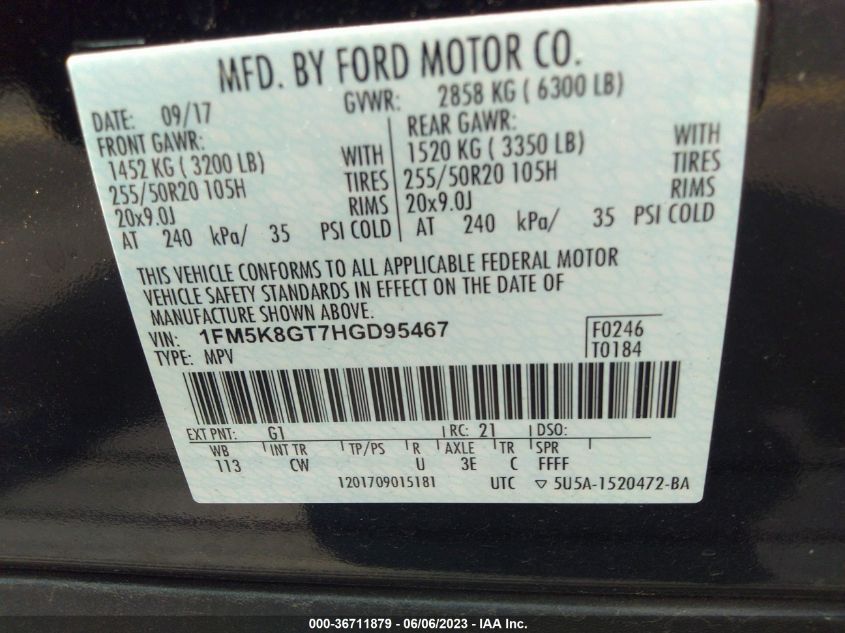 MFD. BY FORD MOTOR CO.
DATE: 09/17 GVWR: 2858 KG ( 6300 LB)
FRONT GAWR: REAR GAWR:
1452 KG ( 3200 LB) WITH 1520 KG ( 3350 LB) WITH
255/50R20 105H TIRES 255/50R20 105H TIRES
20x9.0J RIMS 20x9.0J RIMS
AT 240 kPa/ 35 PSI COLD AT 240 kPa/ 35 PSI COLD
THIS VEHICLE CONFORMS TO ALL APPLICABLE FEDERAL MOTOR
VEHICLE SAFETY STANDARDS IN EFFECT ON THE DATE OF
MANUFACTURE SHOWN ABOVE.
VIN: 1FM5K8GT7HGD95467 F0246
TYPE: MPV T0184
EXT PNT: G1 RC: 21 DSO:
WB INT TR TP/PS R AXLE TR SPR
113 CW U 3E C FFFF
1201709015181 UTC ▽ 5U5A-1520472-BA
000-36711879 - 06/06/2023 - IAA Inc.